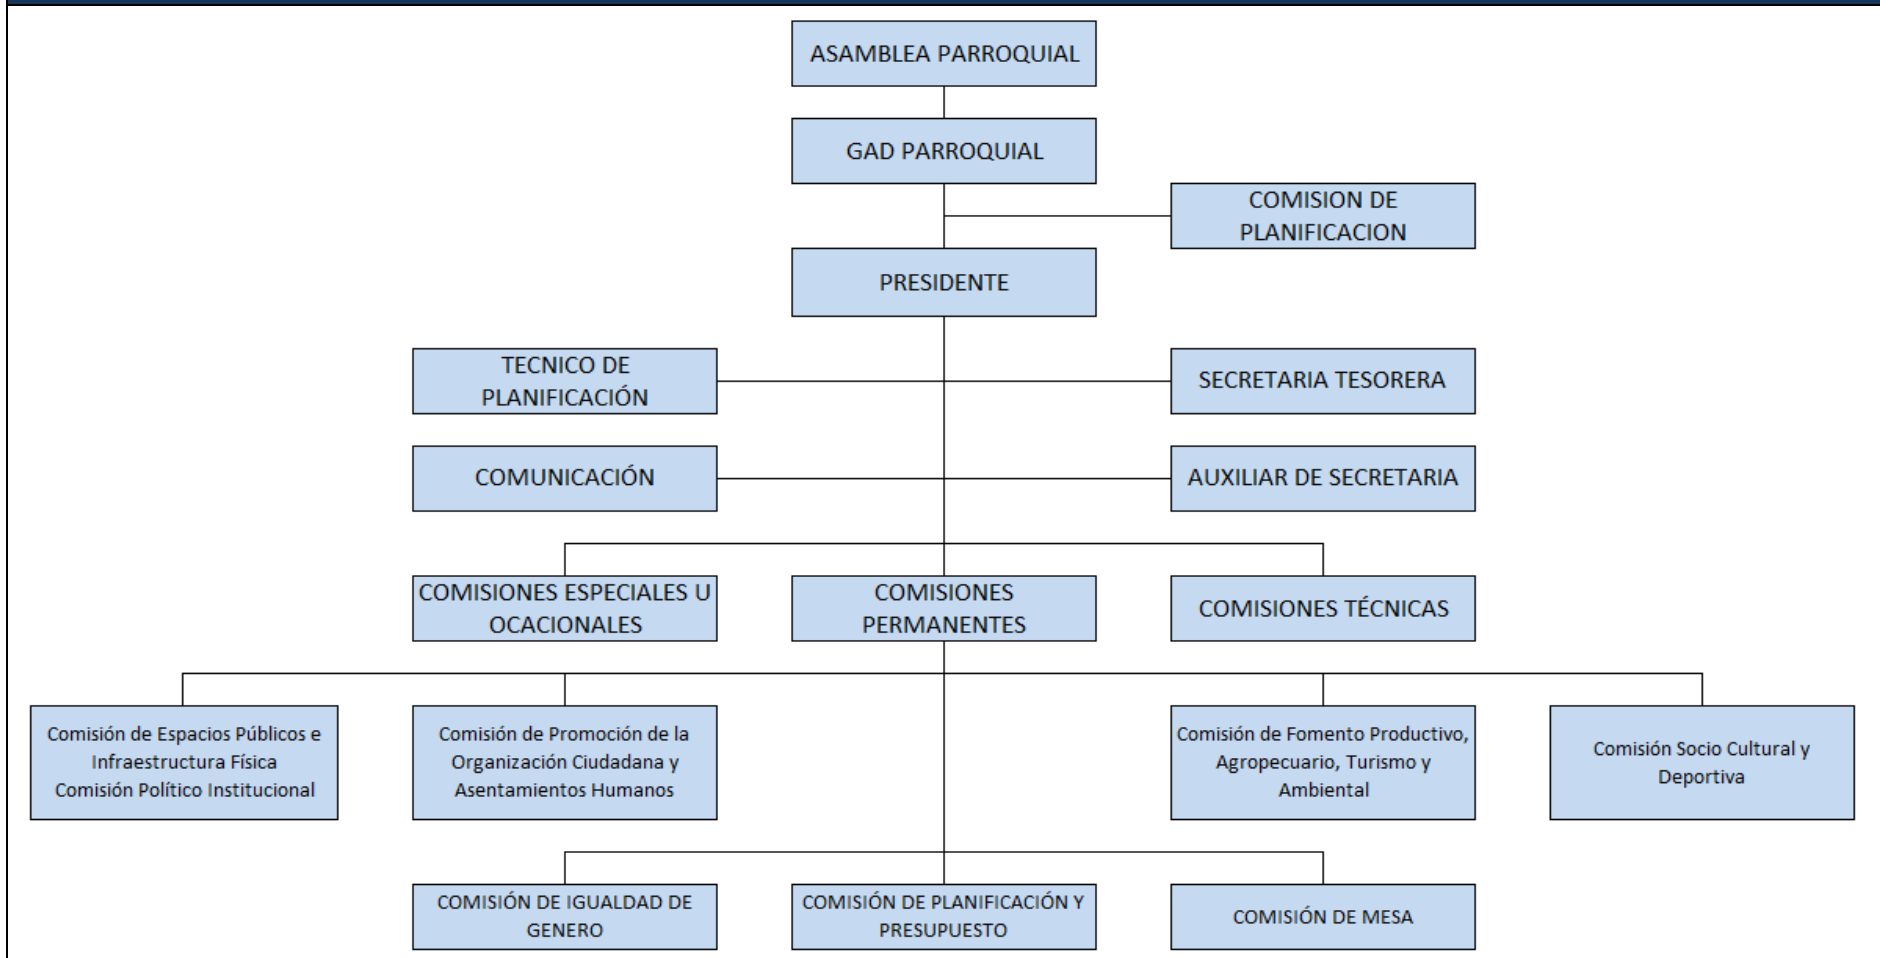 ASAMBLEA PARROQUIAL
GAD PARROQUIAL
COMISION DE
PLANIFICACION
PRESIDENTE
TECNICO DE
PLANIFICACIÓN
SECRETARIA TESORERA
COMUNICACIÓN
AUXILIAR DE SECRETARIA
COMISIONES ESPECIALES U
OCACIONALES
COMISIONES
PERMANENTES
COMISIONES TÉCNICAS
Comisión de Espacios Públicos e
Infraestructura Física
Comisión Político Institucional
Comisión de Promoción de la
Organización Ciudadana y
Asentamientos Humanos
Comisión de Fomento Productivo,
Agropecuario, Turismo y
Ambiental
Comisión Socio Cultural y
Deportiva
COMISIÓN DE IGUALDAD DE
GENERO
COMISIÓN DE PLANIFICACIÓN Y
PRESUPUESTO
COMISIÓN DE MESA